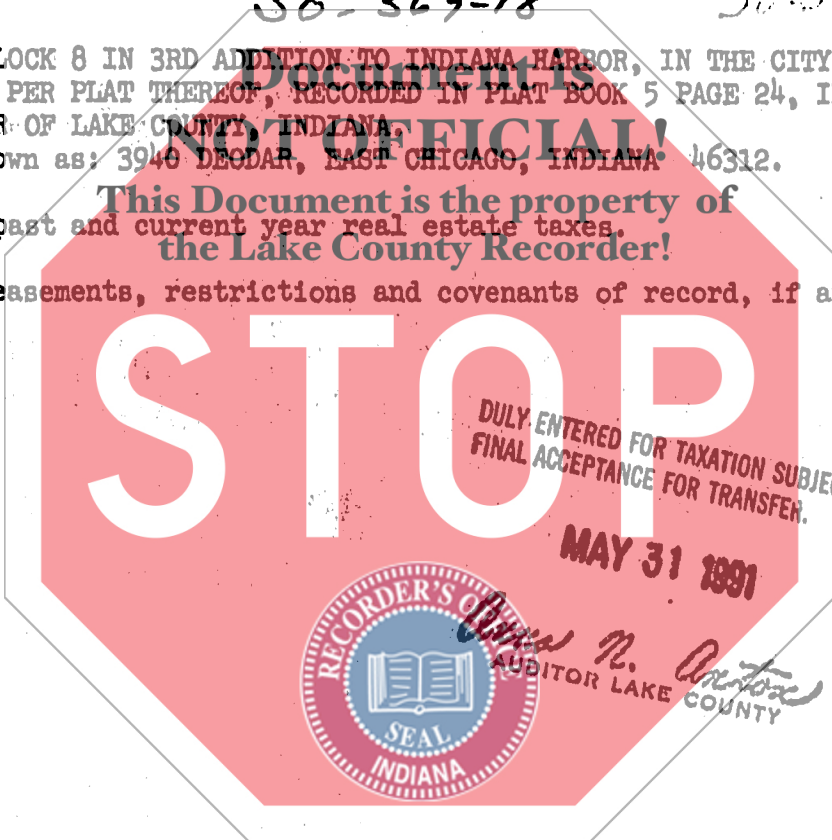 30-369-18
LOCK 8 IN 3RD ADDITION TO INDIANA HARBOR, IN THE CITY
Document is
PER PLAT THEREOF, RECORDED IN PLAT BOOK 5 PAGE 24, I
R OF LAKE COUNTY, INDIANA.
NOT OFFICIAL!
own as: 3940 DEODAR, EAST CHICAGO, INDIANA 46312.
This Document is the property of
past and current year real estate taxes.
the Lake County Recorder!
easements, restrictions and covenants of record, if a
STOP
DULY ENTERED FOR TAXATION SUBJEC
FINAL ACCEPTANCE FOR TRANSFER.
MAY 31 1991
RECORDER'S
N.
AUDITOR LAKE COUNTY
SEAL
INDIANA